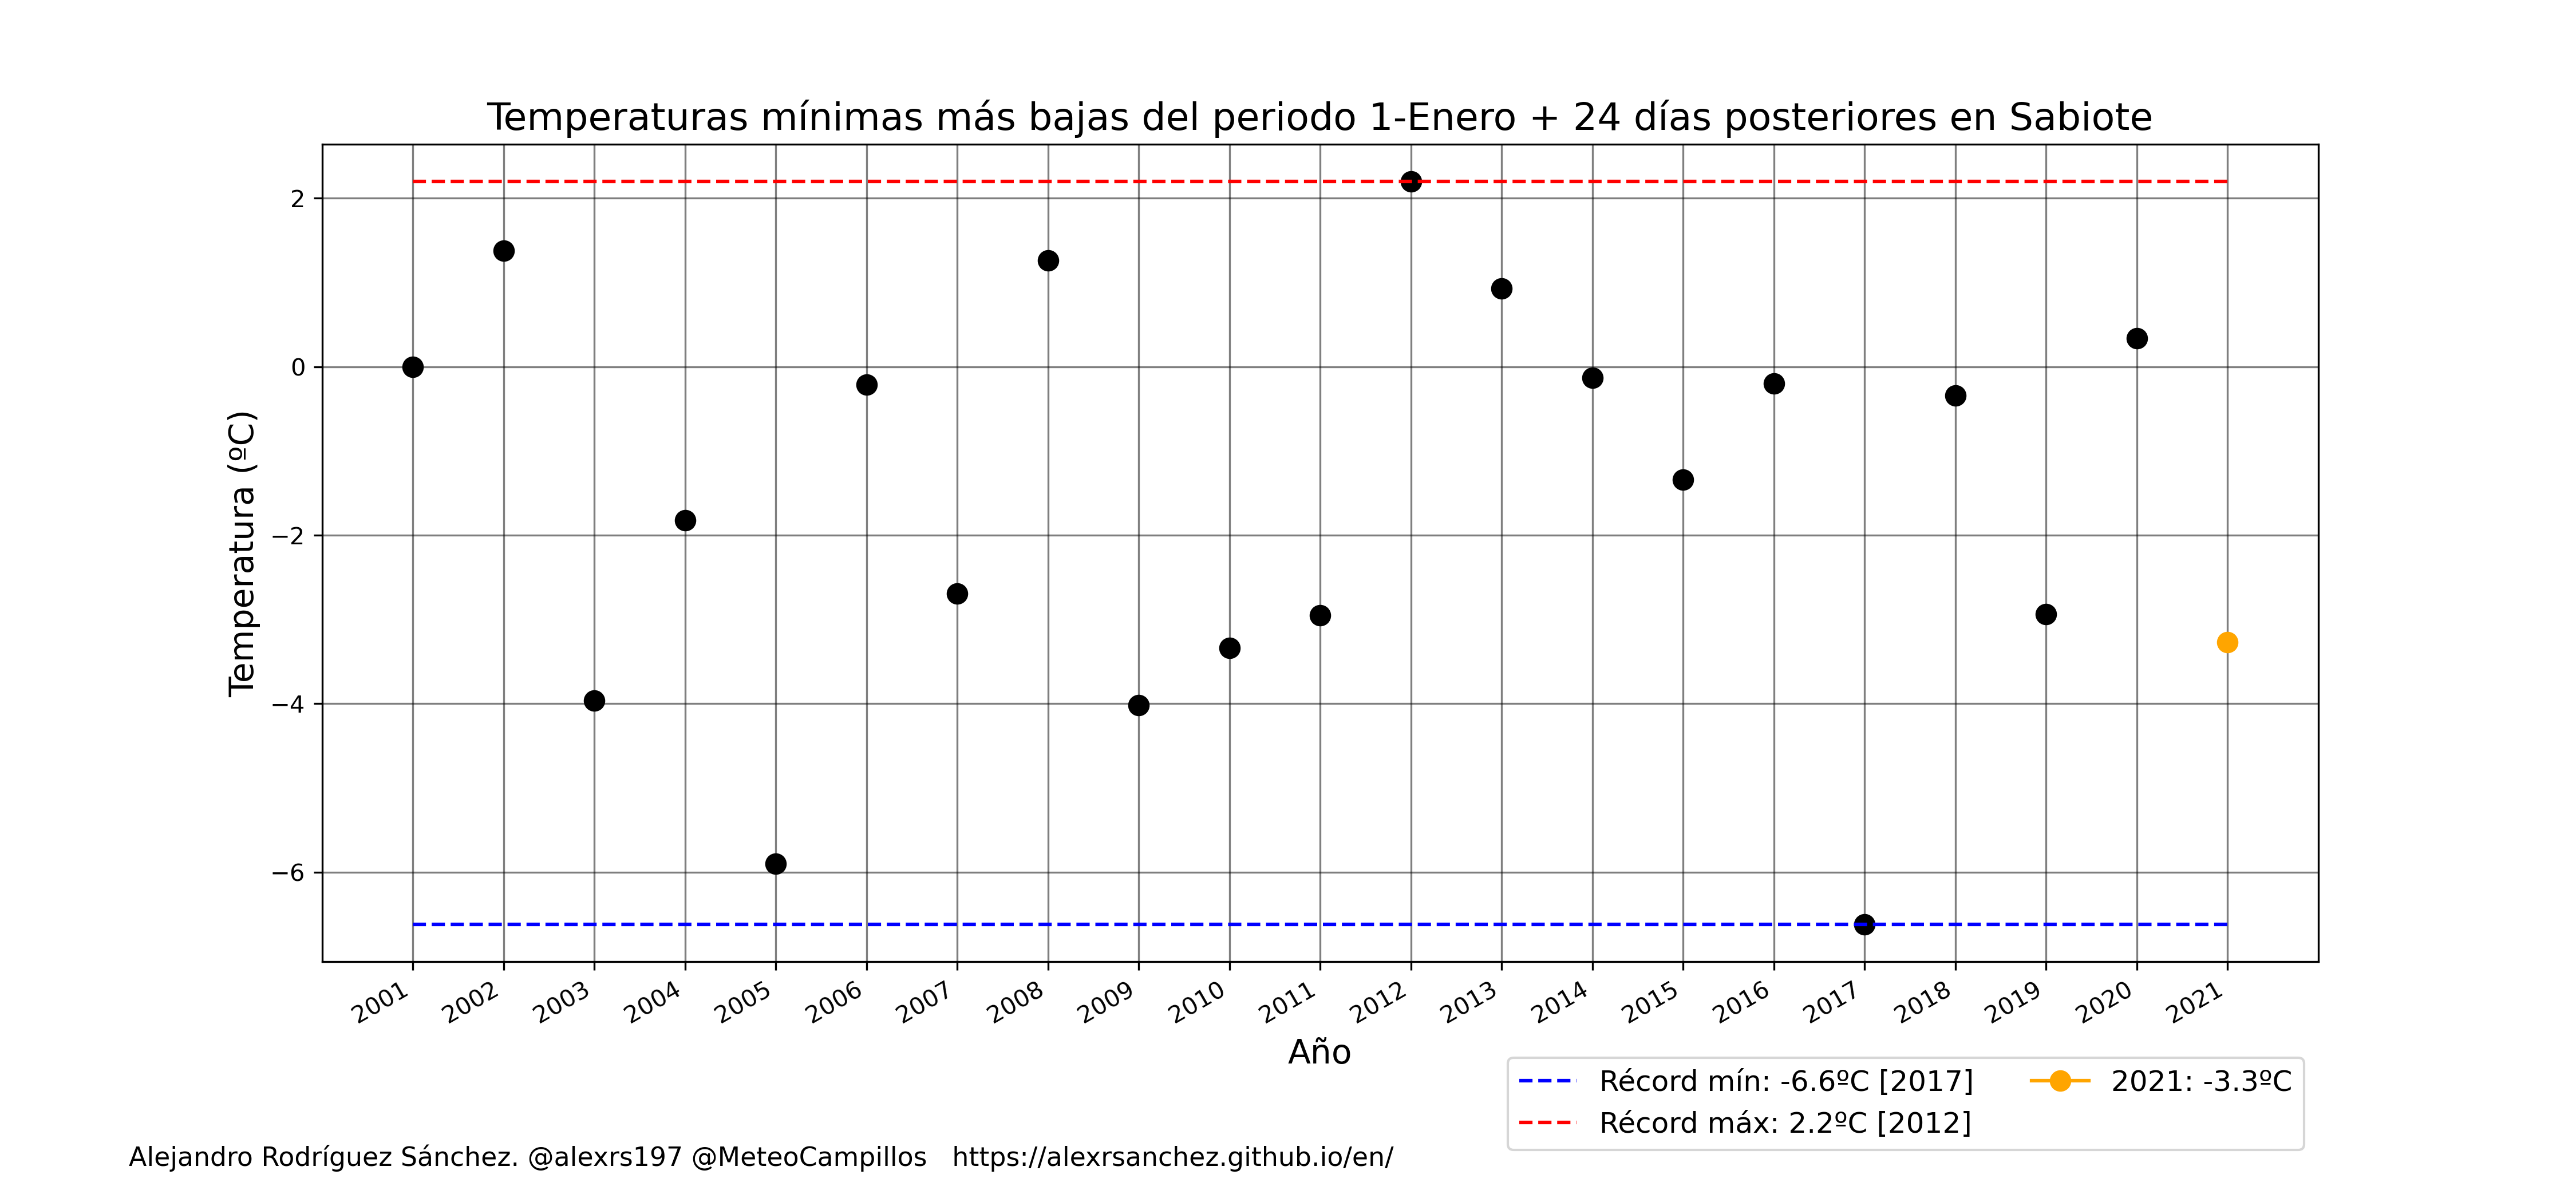 Temperaturas mínimas más bajas del periodo 1-Enero + 24 días posteriores en Sabiote
Temperatura (ºC)
2
0
−2
−4
−6
2001 2002 2003 2004 2005 2006 2007 2008 2009 2010 2011 2012 2013 2014 2015 2016 2017 2018 2019 2020 2021
Año
Récord mín: -6.6ºC [2017]
Récord máx: 2.2ºC [2012]
2021: -3.3ºC
Alejandro Rodríguez Sánchez. @alexrs197 @MeteoCampillos https://alexrsanchez.github.io/en/